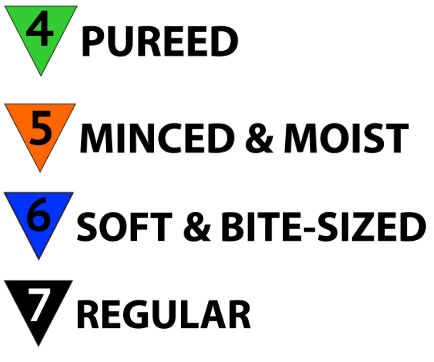 4 PUREED
5 MINCED & MOIST
6 SOFT & BITE-SIZED
7 REGULAR